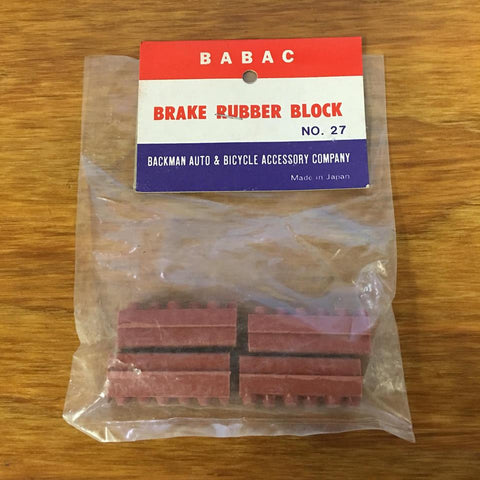 BABAC
BRAKE RUBBER BLOCK
NO. 27
BACKMAN AUTO & BICYCLE ACCESSORY COMPANY
Made in Japan